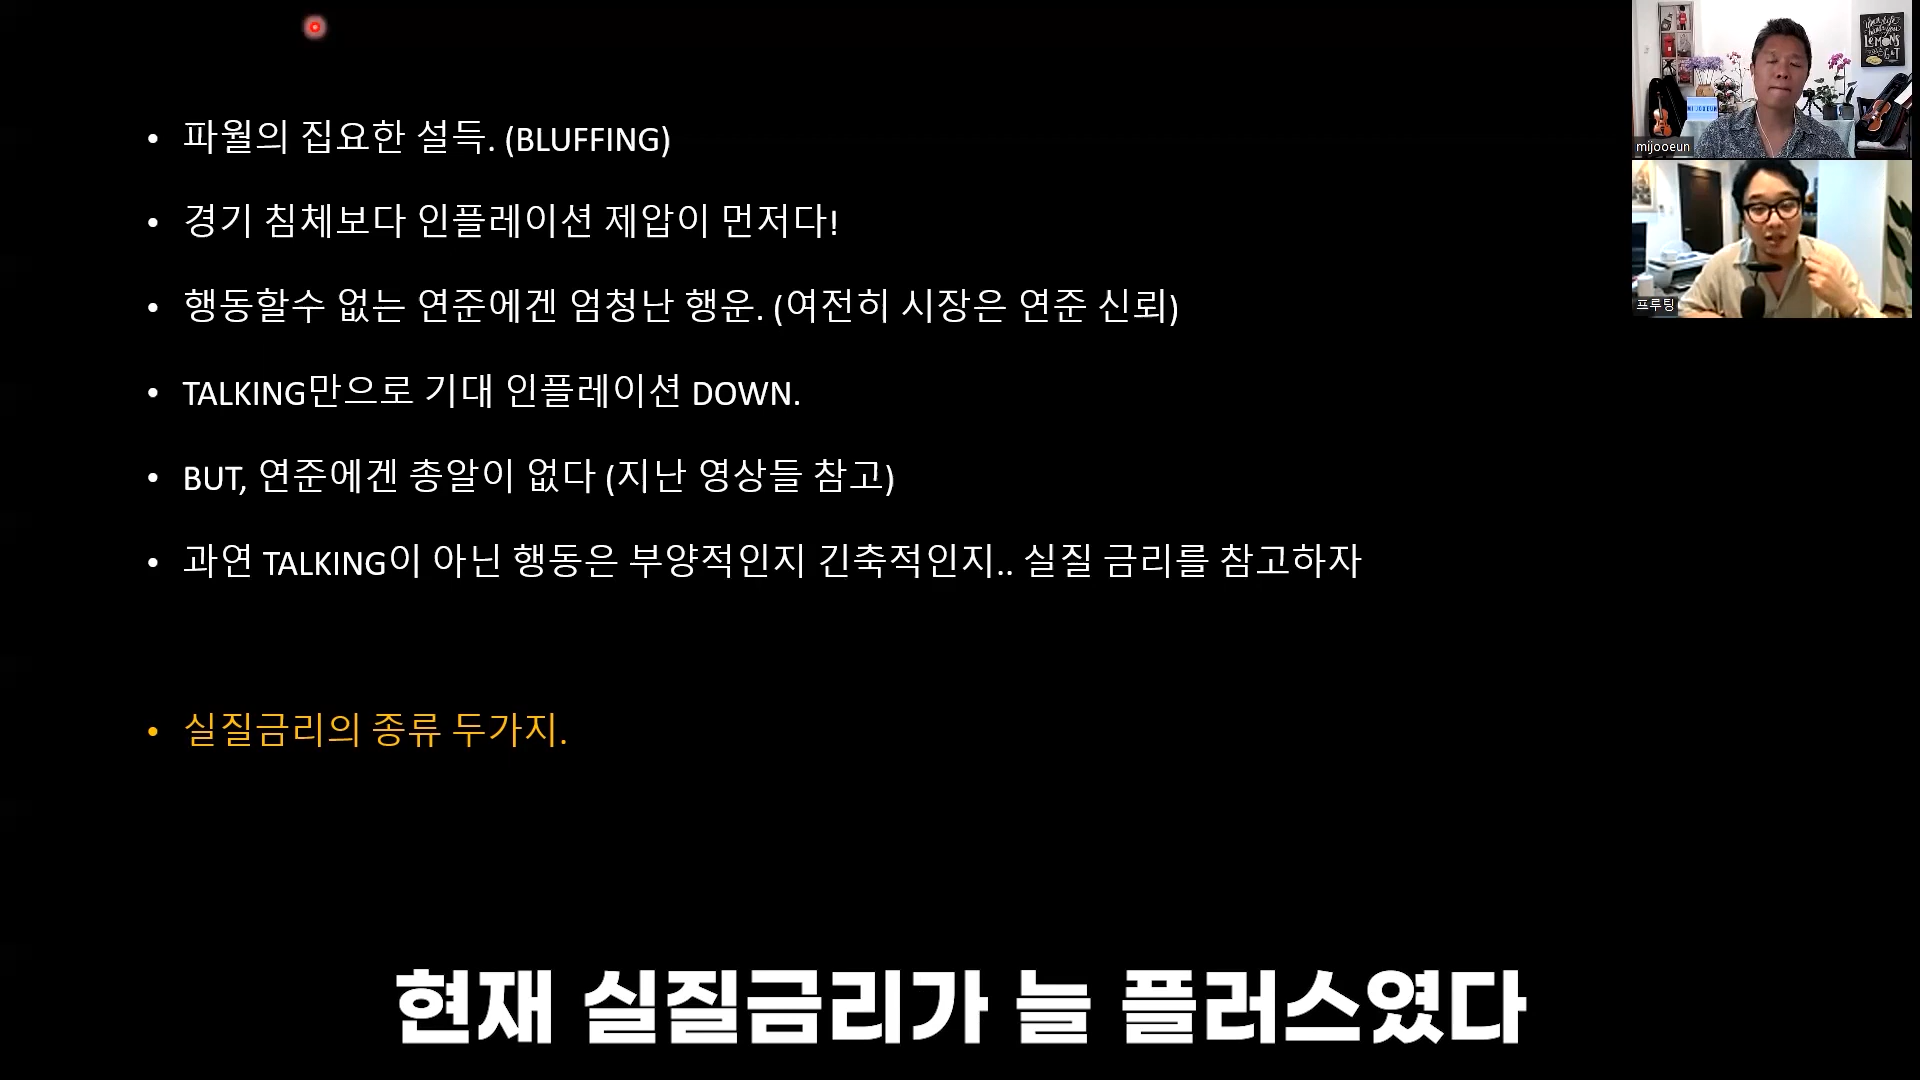 • 파월의 집요한 설득. (BLUFFING)
• 경기 침체보다 인플레이션 제압이 먼저다!
• 행동할수 없는 연준에겐 엄청난 행운. (여전히 시장은 연준 신뢰)
• TALKING만으로 기대 인플레이션 DOWN.
• BUT, 연준에겐 총알이 없다 (지난 영상들 참고)
• 과연 TALKING이 아닌 행동은 부양적인지 긴축적인지.. 실질 금리를 참고하자
• 실질금리의 종류 두가지.
현재 실질금리가 늘 플러스였다
LEMONS
G&T
MIJOOEUN
mijooeun
프루팅